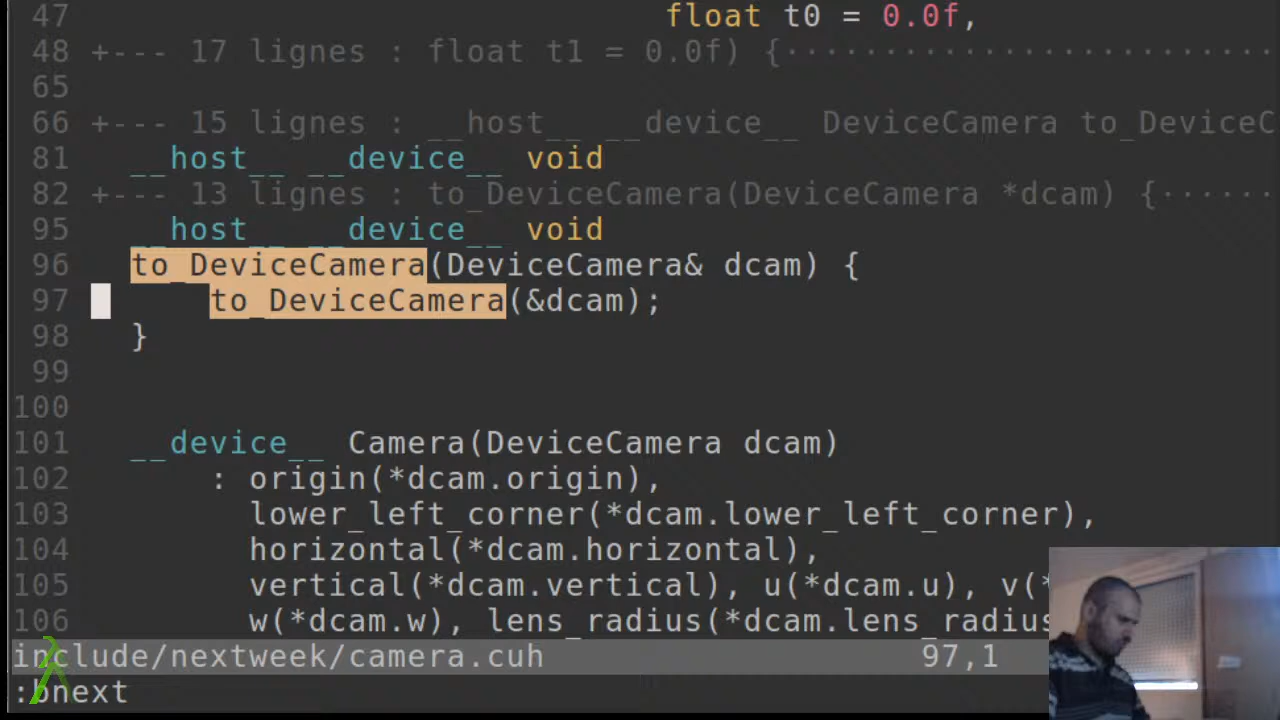 47 float t0 = 0.0f,
48 +--- 17 lignes : float t1 = 0.0f) {
65
66 +--- 15 lignes : __host__ __device__ DeviceCamera to_DeviceC
81 __host__ __device__ void
82 +--- 13 lignes : to_DeviceCamera(DeviceCamera *dcam) {
95 __host__ __device__ void
96 to_DeviceCamera(DeviceCamera& dcam) {
97 to_DeviceCamera(&dcam);
98 }
99
100
101 __device__ Camera(DeviceCamera dcam)
102 : origin(*dcam.origin),
103 lower_left_corner(*dcam.lower_left_corner),
104 horizontal(*dcam.horizontal),
105 vertical(*dcam.vertical), u(*dcam.u), v(*
106 w(*dcam.w), lens_radius(*dcam.lens_radius
include/nextweek/camera.cuh 97,1
:bnext
λ